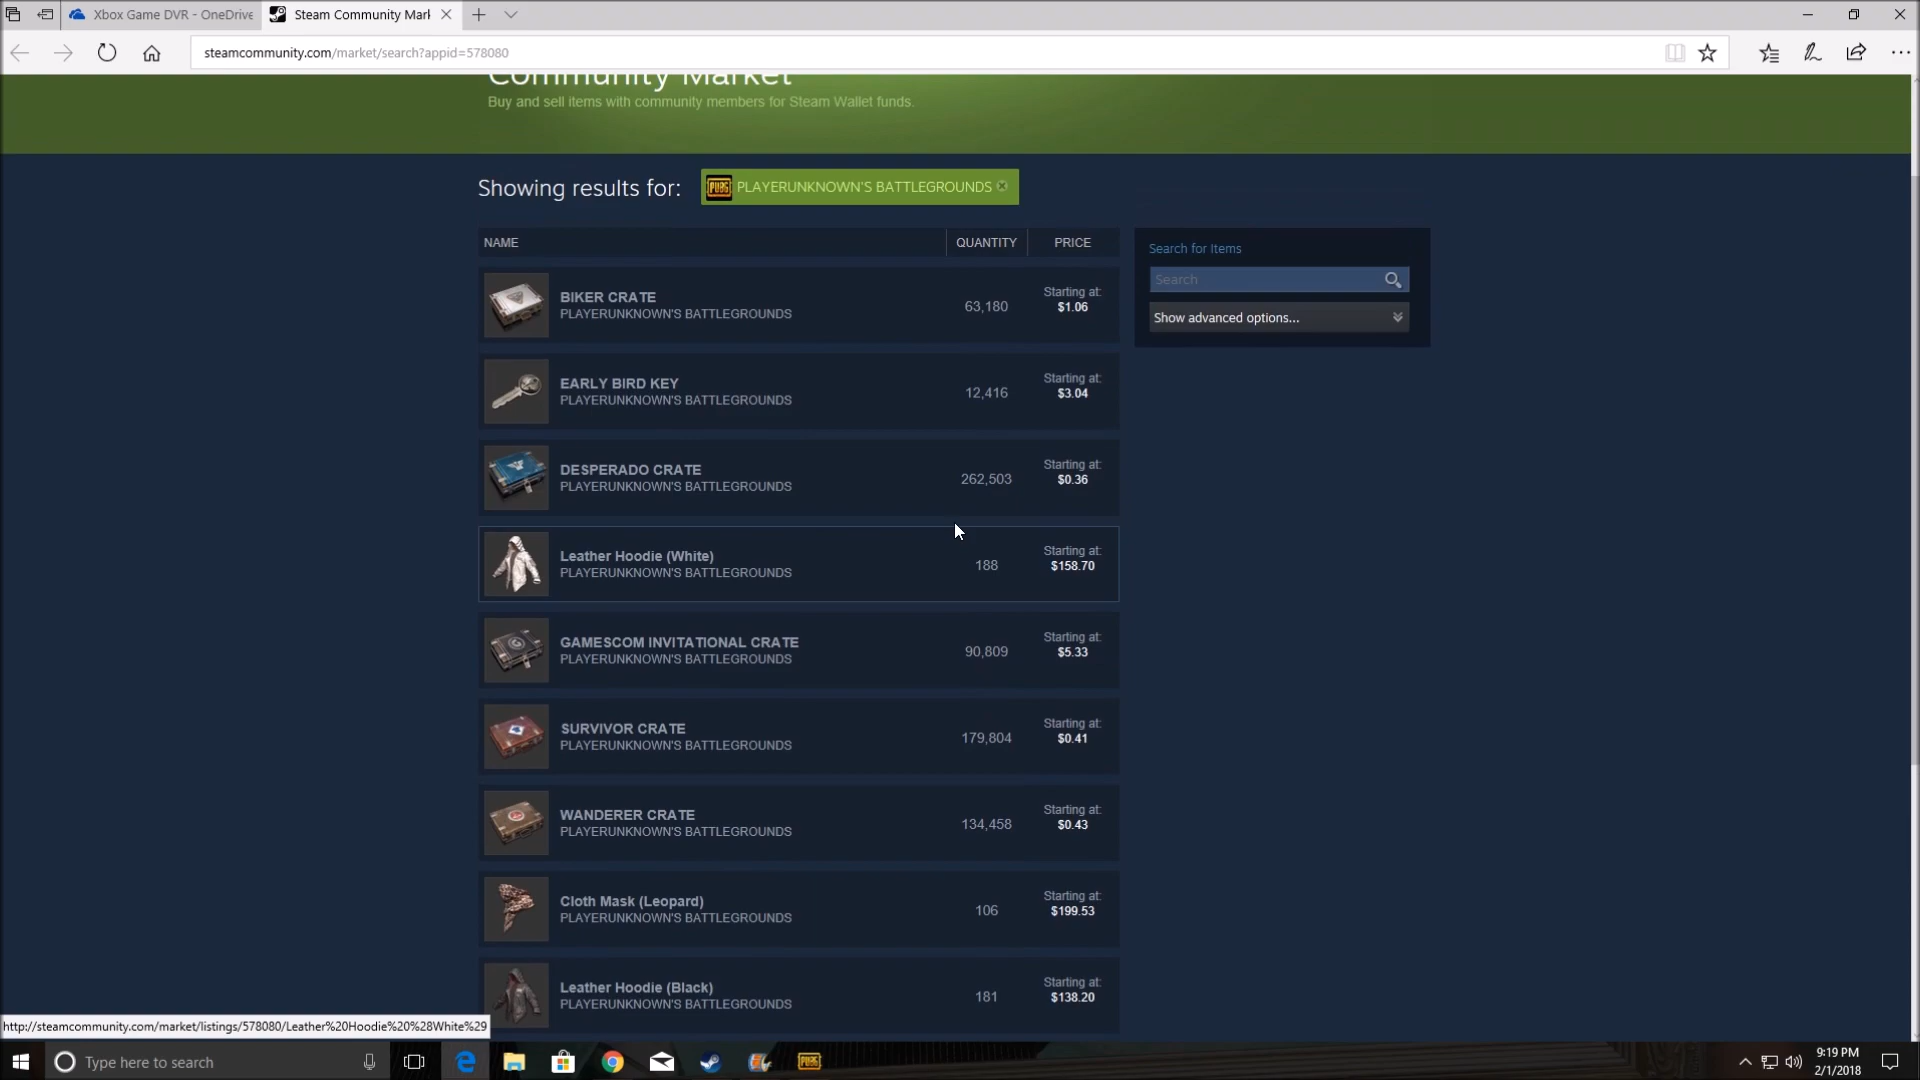 Xbox Game DVR - OneDrive
Steam Community Mark
steamcommunity.com/market/search?appid=578080
Community Market
Buy and sell items with community members for Steam Wallet funds.
Showing results for:
PUBG
PLAYERUNKNOWN'S BATTLEGROUNDS
NAME
QUANTITY
PRICE
BIKER CRATE
PLAYERUNKNOWN'S BATTLEGROUNDS
63,180
Starting at:
$1.06
EARLY BIRD KEY
PLAYERUNKNOWN'S BATTLEGROUNDS
12,416
Starting at:
$3.04
DESPERADO CRATE
PLAYERUNKNOWN'S BATTLEGROUNDS
262,503
Starting at:
$0.36
Leather Hoodie (White)
PLAYERUNKNOWN'S BATTLEGROUNDS
188
Starting at:
$158.70
GAMESCOM INVITATIONAL CRATE
PLAYERUNKNOWN'S BATTLEGROUNDS
90,809
Starting at:
$5.33
SURVIVOR CRATE
PLAYERUNKNOWN'S BATTLEGROUNDS
179,804
Starting at:
$0.41
WANDERER CRATE
PLAYERUNKNOWN'S BATTLEGROUNDS
134,458
Starting at:
$0.43
Cloth Mask (Leopard)
PLAYERUNKNOWN'S BATTLEGROUNDS
106
Starting at:
$199.53
Leather Hoodie (Black)
PLAYERUNKNOWN'S BATTLEGROUNDS
181
Starting at:
$138.20
Search for Items
Search
Show advanced options...
http://steamcommunity.com/market/listings/578080/Leather%20Hoodie%20%28White%29
Type here to search
PUBG
9:19 PM
2/1/2018